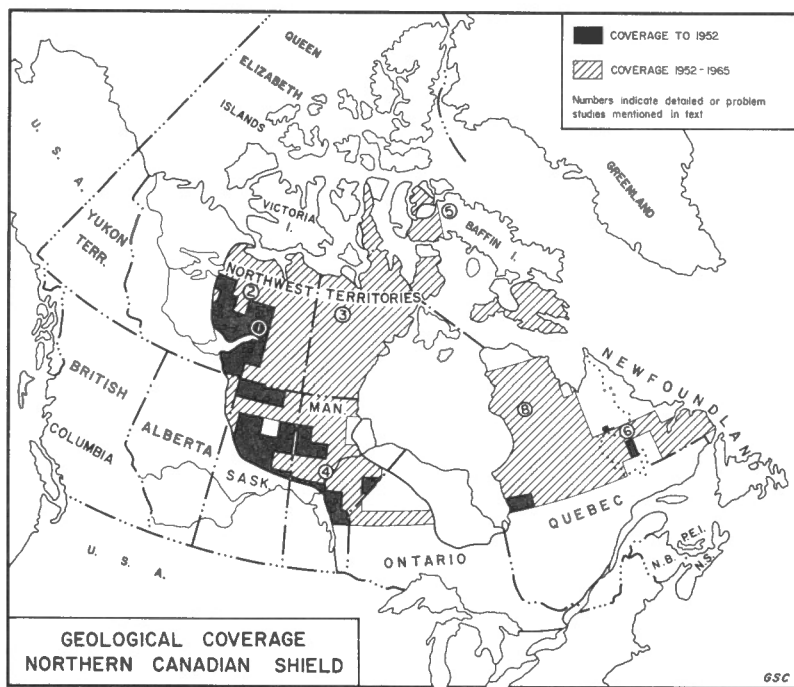 COVERAGE TO 1952
COVERAGE 1952-1965
Numbers indicate detailed or problem
studies mentioned in text
QUEEN
ELIZABETH
ISLANDS
U. S. A.
YUKON
TERR.
VICTORIA
I.
5
BAFFIN I.
GREENLAND
NORTHWEST TERRITORIES
2
3
1
BRITISH
COLUMBIA
ALBERTA
SASK.
MAN.
4
8
6
NEWFOUNDLAND
QUEBEC
ONTARIO
P.E.I.
N.B.
N.S.
U. S. A.
GEOLOGICAL COVERAGE
NORTHERN CANADIAN SHIELD
GSC